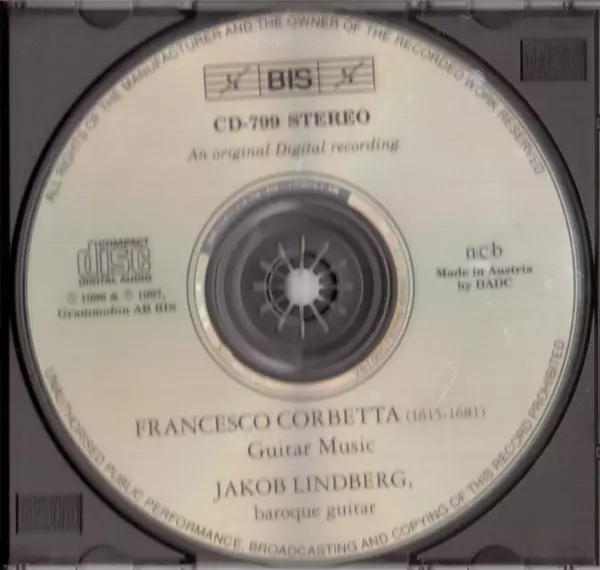 ALL RIGHTS OF THE MANUFACTURER AND THE OWNER OF THE RECORDED WORK RESERVED
BIS
CD-799 STEREO
An original Digital recording
COMPACT
disc
DIGITAL AUDIO
℗ 1996 & © 1997,
Grammofon AB BIS
ncb
Made in Austria
by DADC
FRANCESCO CORBETTA (1615-1681)
Guitar Music
JAKOB LINDBERG,
baroque guitar
UNAUTHORISED PUBLIC PERFORMANCE, BROADCASTING AND COPYING OF THIS RECORD PROHIBITED